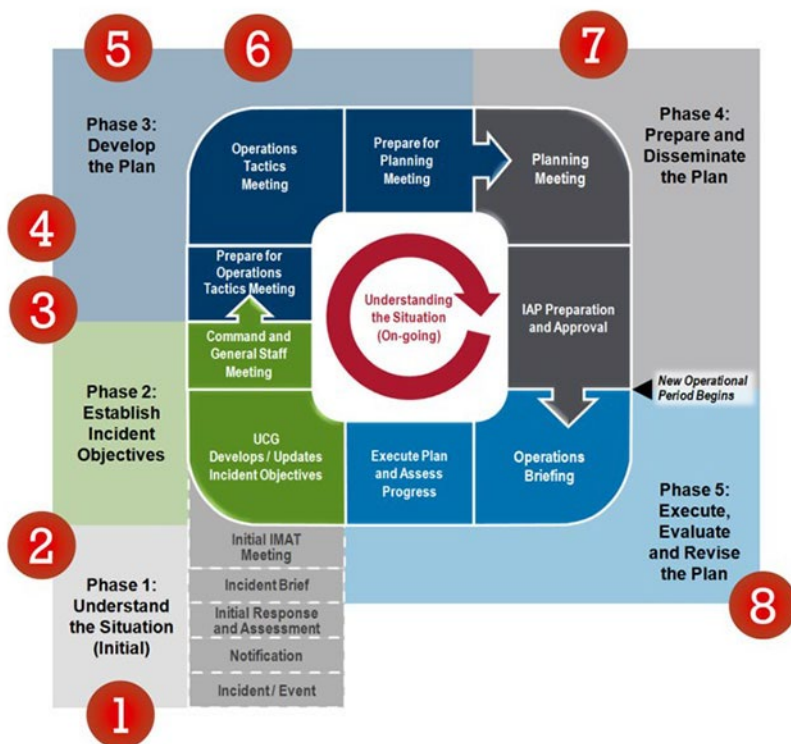 5
6
7
Phase 3:
Develop
the Plan
Operations
Tactics
Meeting
Prepare for
Planning
Meeting
Planning
Meeting
Phase 4:
Prepare and
Disseminate
the Plan
4
3
Prepare for
Operations
Tactics Meeting
Understanding
the Situation
(On-going)
IAP Preparation
and Approval
Command and
General Staff
Meeting
New Operational
Period Begins
Phase 2:
Establish
Incident
Objectives
UCG
Develops / Updates
Incident Objectives
Execute Plan
and Assess
Progress
Operations
Briefing
Phase 5:
Execute,
Evaluate
and Revise
the Plan
2
Initial IMAT
Meeting
Incident Brief
Initial Response
and Assessment
Notification
Incident / Event
Phase 1:
Understand
the Situation
(Initial)
8
1